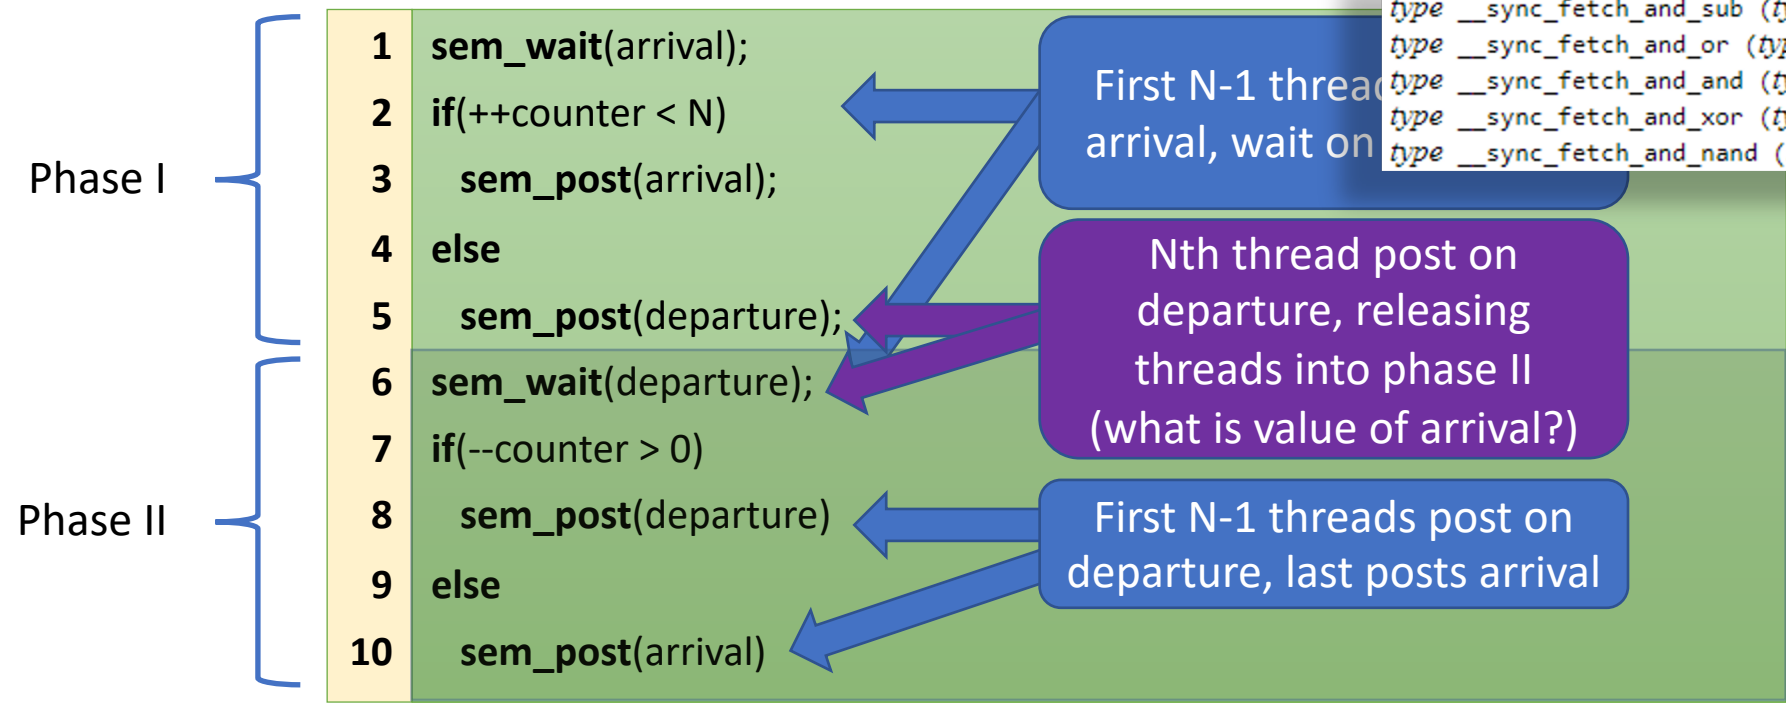 Phase I
Phase II
1 sem_wait(arrival);
2 if(++counter < N)
3 sem_post(arrival);
4 else
5 sem_post(departure);
6 sem_wait(departure);
7 if(--counter > 0)
8 sem_post(departure)
9 else
10 sem_post(arrival)
First N-1
arrival, wait on
Nth thread post on
departure, releasing
threads into phase II
(what is value of arrival?)
First N-1 threads post on
departure, last posts arrival
type __sync_fetch_and_sub (
type __sync_fetch_and_or (
type __sync_fetch_and_and (
type __sync_fetch_and_xor (
type __sync_fetch_and_nand (